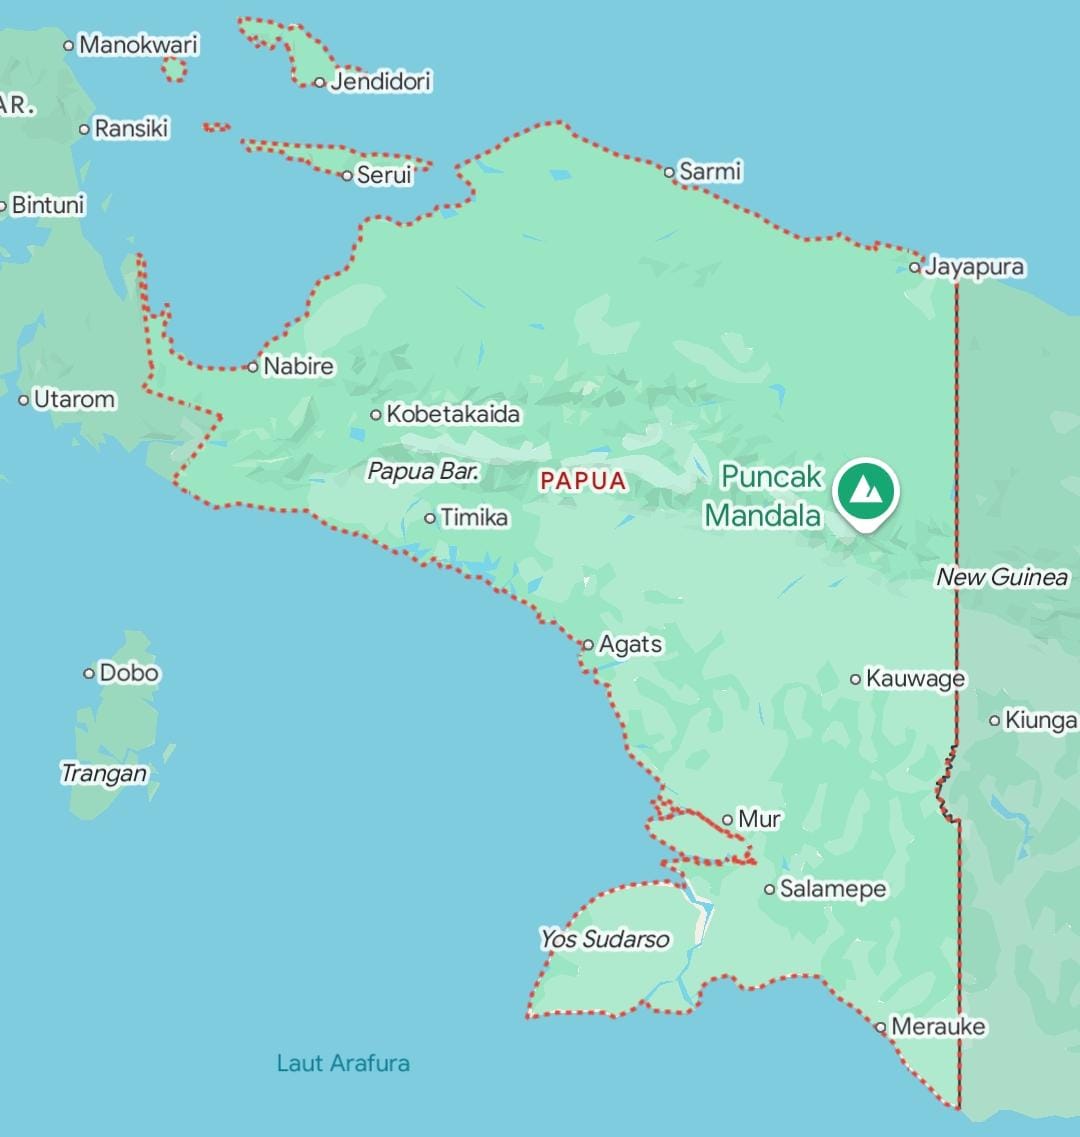 Manokwari
Jendidori
AR.
Ransiki
Serui
Sarmi
Bintuni
Jayapura
Nabire
Utarom
Kobetakaida
Papua Bar.
PAPUA
Puncak
Mandala
Timika
New Guinea
Agats
Dobo
Kauwage
Kiunga
Trangan
Mur
Salamepe
Yos Sudarso
Merauke
Laut Arafura